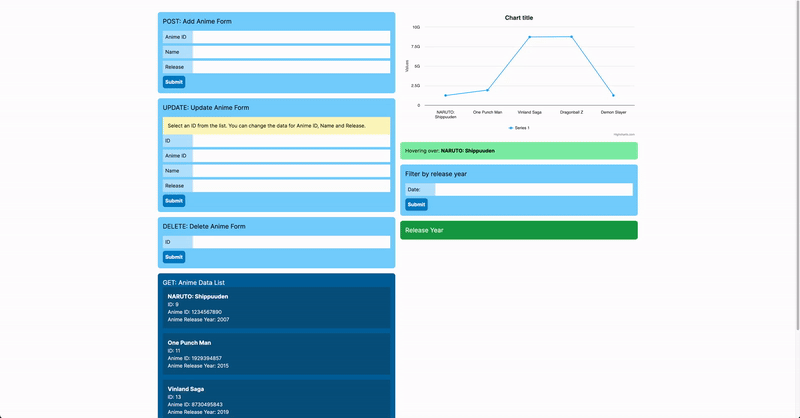 POST: Add Anime Form
Anime ID
Name
Release
Submit
UPDATE: Update Anime Form
Select an ID from the list. You can change the data for Anime ID, Name and Release.
ID
Anime ID
Name
Release
Submit
DELETE: Delete Anime Form
ID
Submit
GET: Anime Data List
NARUTO: Shippuuden
ID: 9
Anime ID: 1234567890
Anime Release Year: 2007
One Punch Man
ID: 11
Anime ID: 1929394857
Anime Release Year: 2015
Vinland Saga
ID: 13
Anime ID: 8730495843
Anime Release Year: 2019
Chart title
10G
7.5G
5G
2.5G
0
Values
NARUTO:
Shippuuden
One Punch Man
Vinland Saga
Dragonball Z
Demon Slayer
Series 1
Highcharts.com
Hovering over: NARUTO: Shippuuden
Filter by release year
Date:
Submit
Release Year